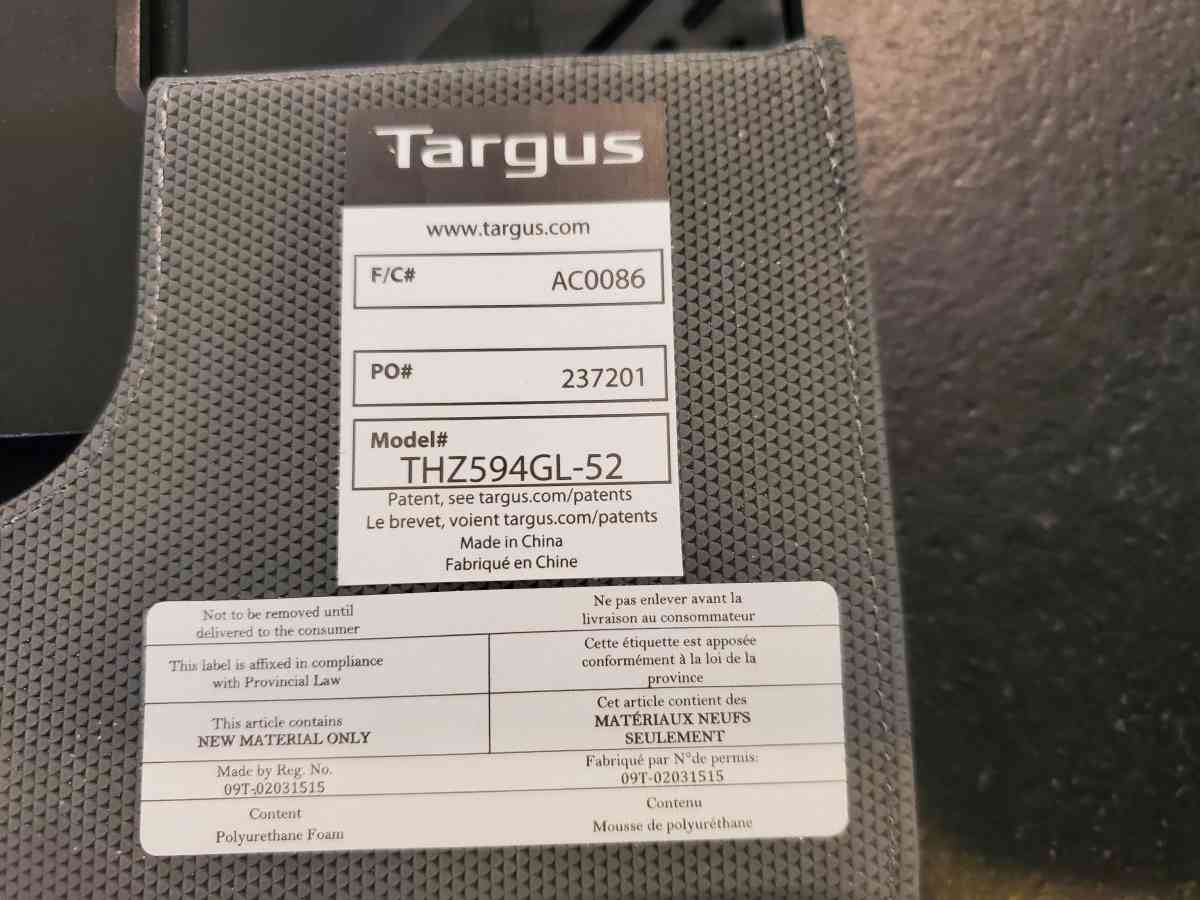 Targus
www.targus.com
F/C# AC0086
PO# 237201
Model#
THZ594GL-52
Patent, see targus.com/patents
Le brevet, voient targus.com/patents
Made in China
Fabriqué en Chine
Not to be removed until
delivered to the consumer
Ne pas enlever avant la
livraison au consommateur
This label is affixed in compliance
with Provincial Law
Cette étiquette est apposée
conformément à la loi de la
province
This article contains
NEW MATERIAL ONLY
Cet article contient des
MATÉRIAUX NEUFS
SEULEMENT
Made by Reg. No.
09T-02031515
Fabriqué par N°de permis:
09T-02031515
Content
Polyurethane Foam
Contenu
Mousse de polyuréthane